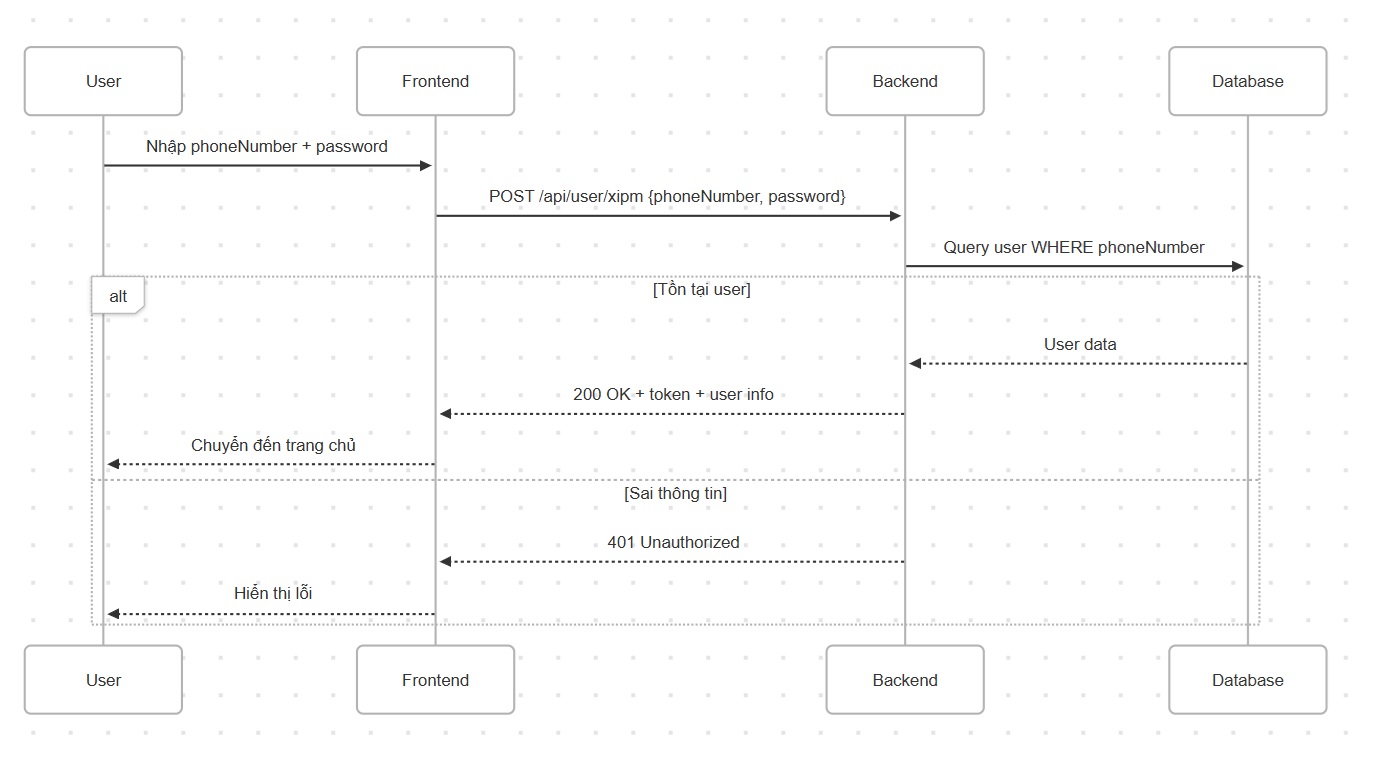 User
Frontend
Backend
Database
Nhập phoneNumber + password
POST /api/user/xipm {phoneNumber, password}
Query user WHERE phoneNumber
alt
[Tồn tại user]
User data
200 OK + token + user info
Chuyển đến trang chủ
[Sai thông tin]
401 Unauthorized
Hiển thị lỗi
User
Frontend
Backend
Database